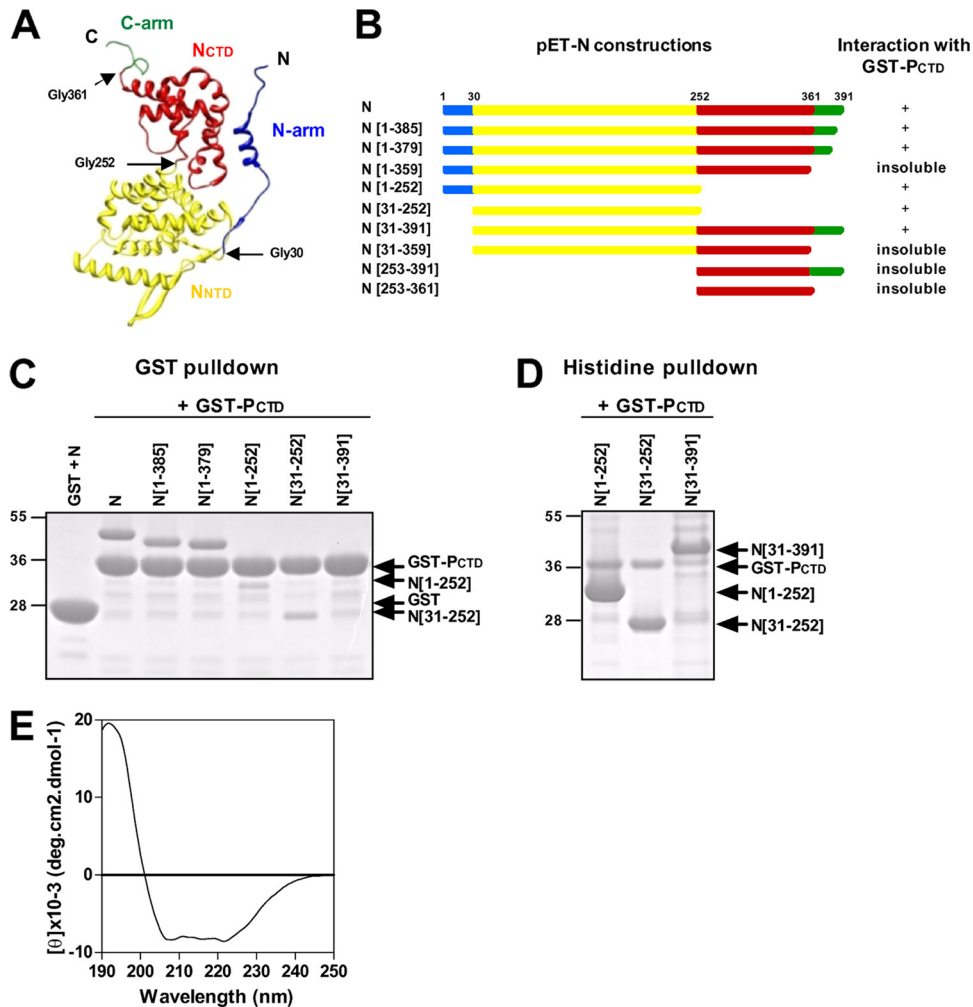 A
C-arm
C
NCTD
N
Gly361
N-arm
Gly252
Gly30
NNTD
B
pET-N constructions
Interaction with
GST-PCTD
1 30 252 361 391
N +
N [1-385] +
N [1-379] +
N [1-359] insoluble
N [1-252] +
N [31-252] +
N [31-391] +
N [31-359] insoluble
N [253-391] insoluble
N [253-361] insoluble
C
GST pulldown
+ GST-PCTD
GST + N
N
N[1-385]
N[1-379]
N[1-252]
N[31-252]
N[31-391]
55
36
28
GST-PCTD
N[1-252]
GST
N[31-252]
D
Histidine pulldown
+ GST-PCTD
N[1-252]
N[31-252]
N[31-391]
55
36
28
N[31-391]
GST-PCTD
N[1-252]
N[31-252]
E
[θ]x10-3 (deg.cm2.dmol-1)
20
10
0
-10
190 200 210 220 230 240 250
Wavelength (nm)